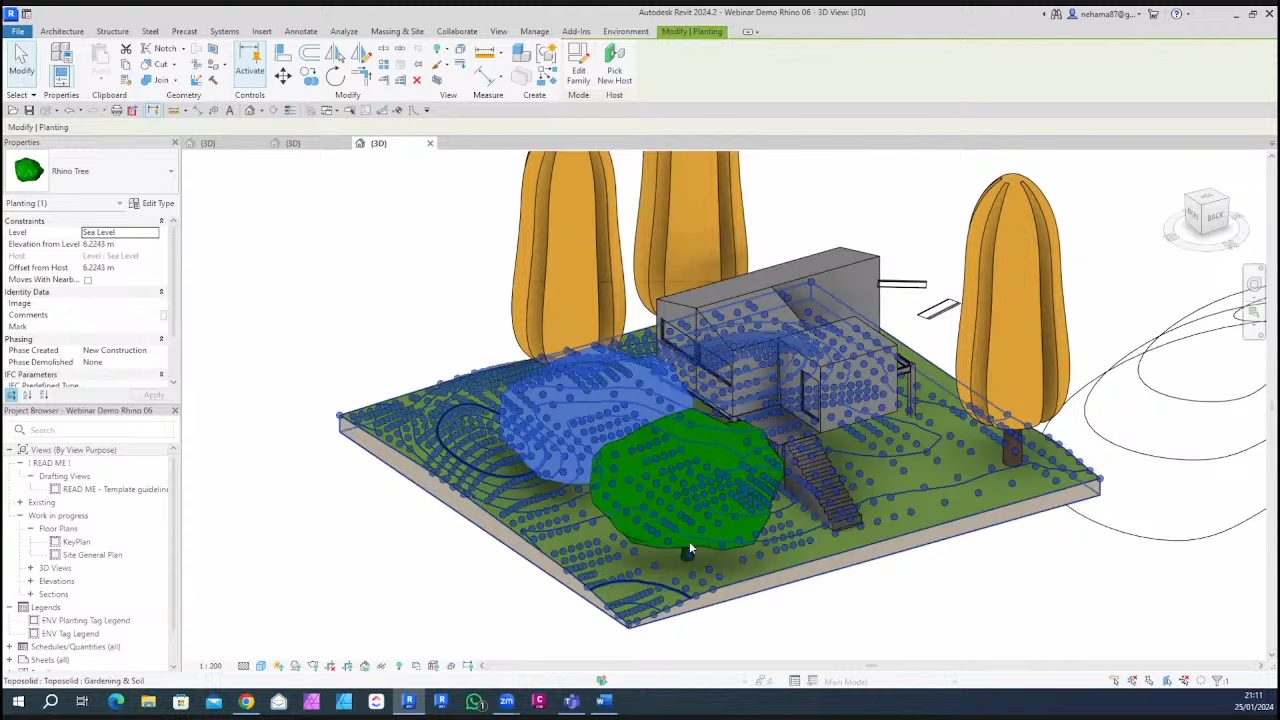 Autodesk Revit 2024.2 - Webinar Demo Rhino 06 - 3D View: {3D}
nehama87@g...
File Architecture Structure Steel Precast Systems Insert Annotate Analyze Massing & Site Collaborate View Manage Add-Ins Environment Modify | Planting
Modify
Paste
Notch
Cut
Join
Activate
Edit Family
Pick New Host
Select Properties Clipboard Geometry Controls Modify View Measure Create Mode Host
Modify | Planting
Properties
{3D} {3D} {3D}
Rhino Tree
Planting (1) Edit Type
Constraints
Level Sea Level
Elevation from Level 6.2243 m
Host Level : Sea Level
Offset from Host 6.2243 m
Moves With Nearb...
Identity Data
Image
Comments
Mark
Phasing
Phase Created New Construction
Phase Demolished None
IFC Parameters
IFC Predefined Type
Apply
Project Browser - Webinar Demo Rhino 06
Search
Views (By View Purpose)
! READ ME !
Drafting Views
READ ME - Template guideline
Existing
Work in progress
Floor Plans
KeyPlan
Site General Plan
3D Views
Elevations
Sections
Legends
ENV Planting Tag Legend
ENV Tag Legend
Schedules/Quantities (all)
Sheets (all)
BACK
1 : 200
Toposolid : Toposolid : Gardening & Soil
:0
Main Model
:1
21:11
25/01/2024